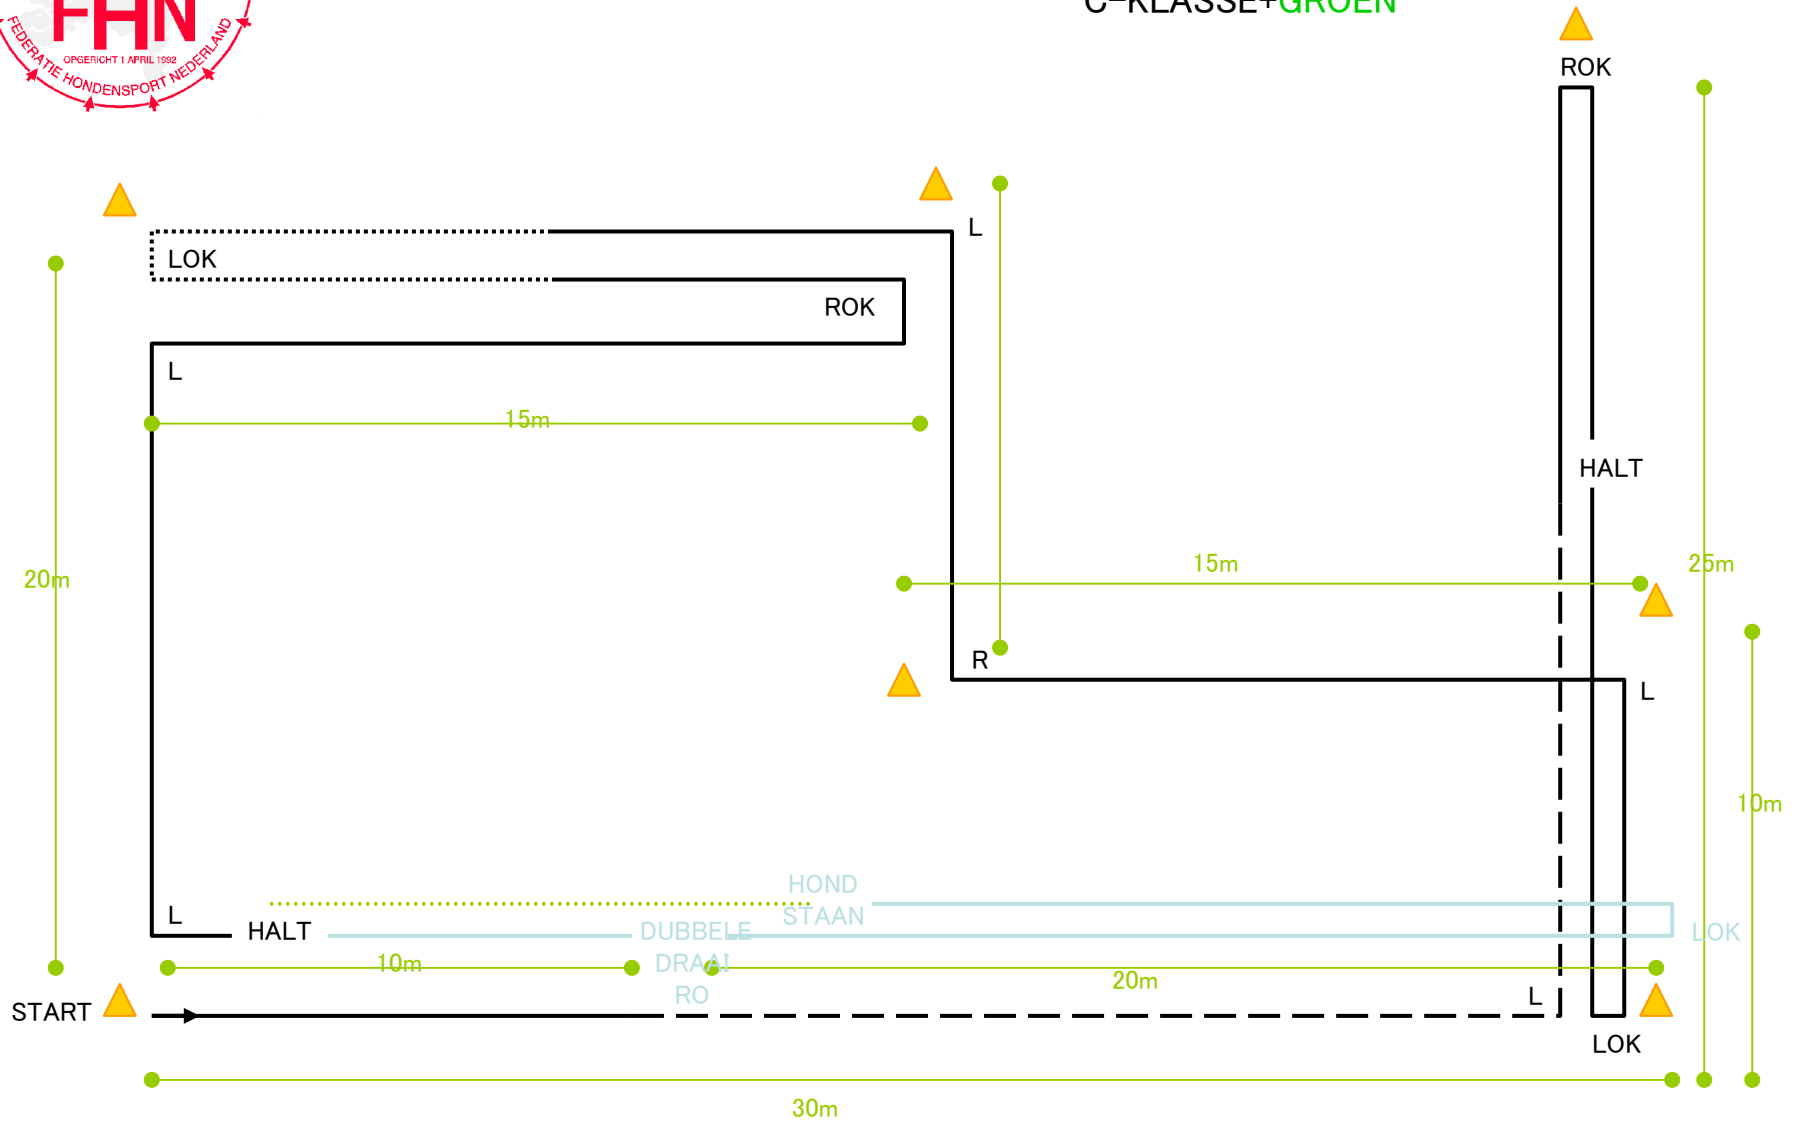 C-KLASSE+GROEN
FHN
OPGERICHT 1 APRIL 1992
FEDERATIE HONDENSPORT NEDERLAND
ROK
L
LOK
ROK
L
15m
HALT
15m
25m
20m
R
L
10m
HOND
STAAN
L
HALT
DUBBELE
DRAAI
RO
LOK
10m
20m
START
L
LOK
30m